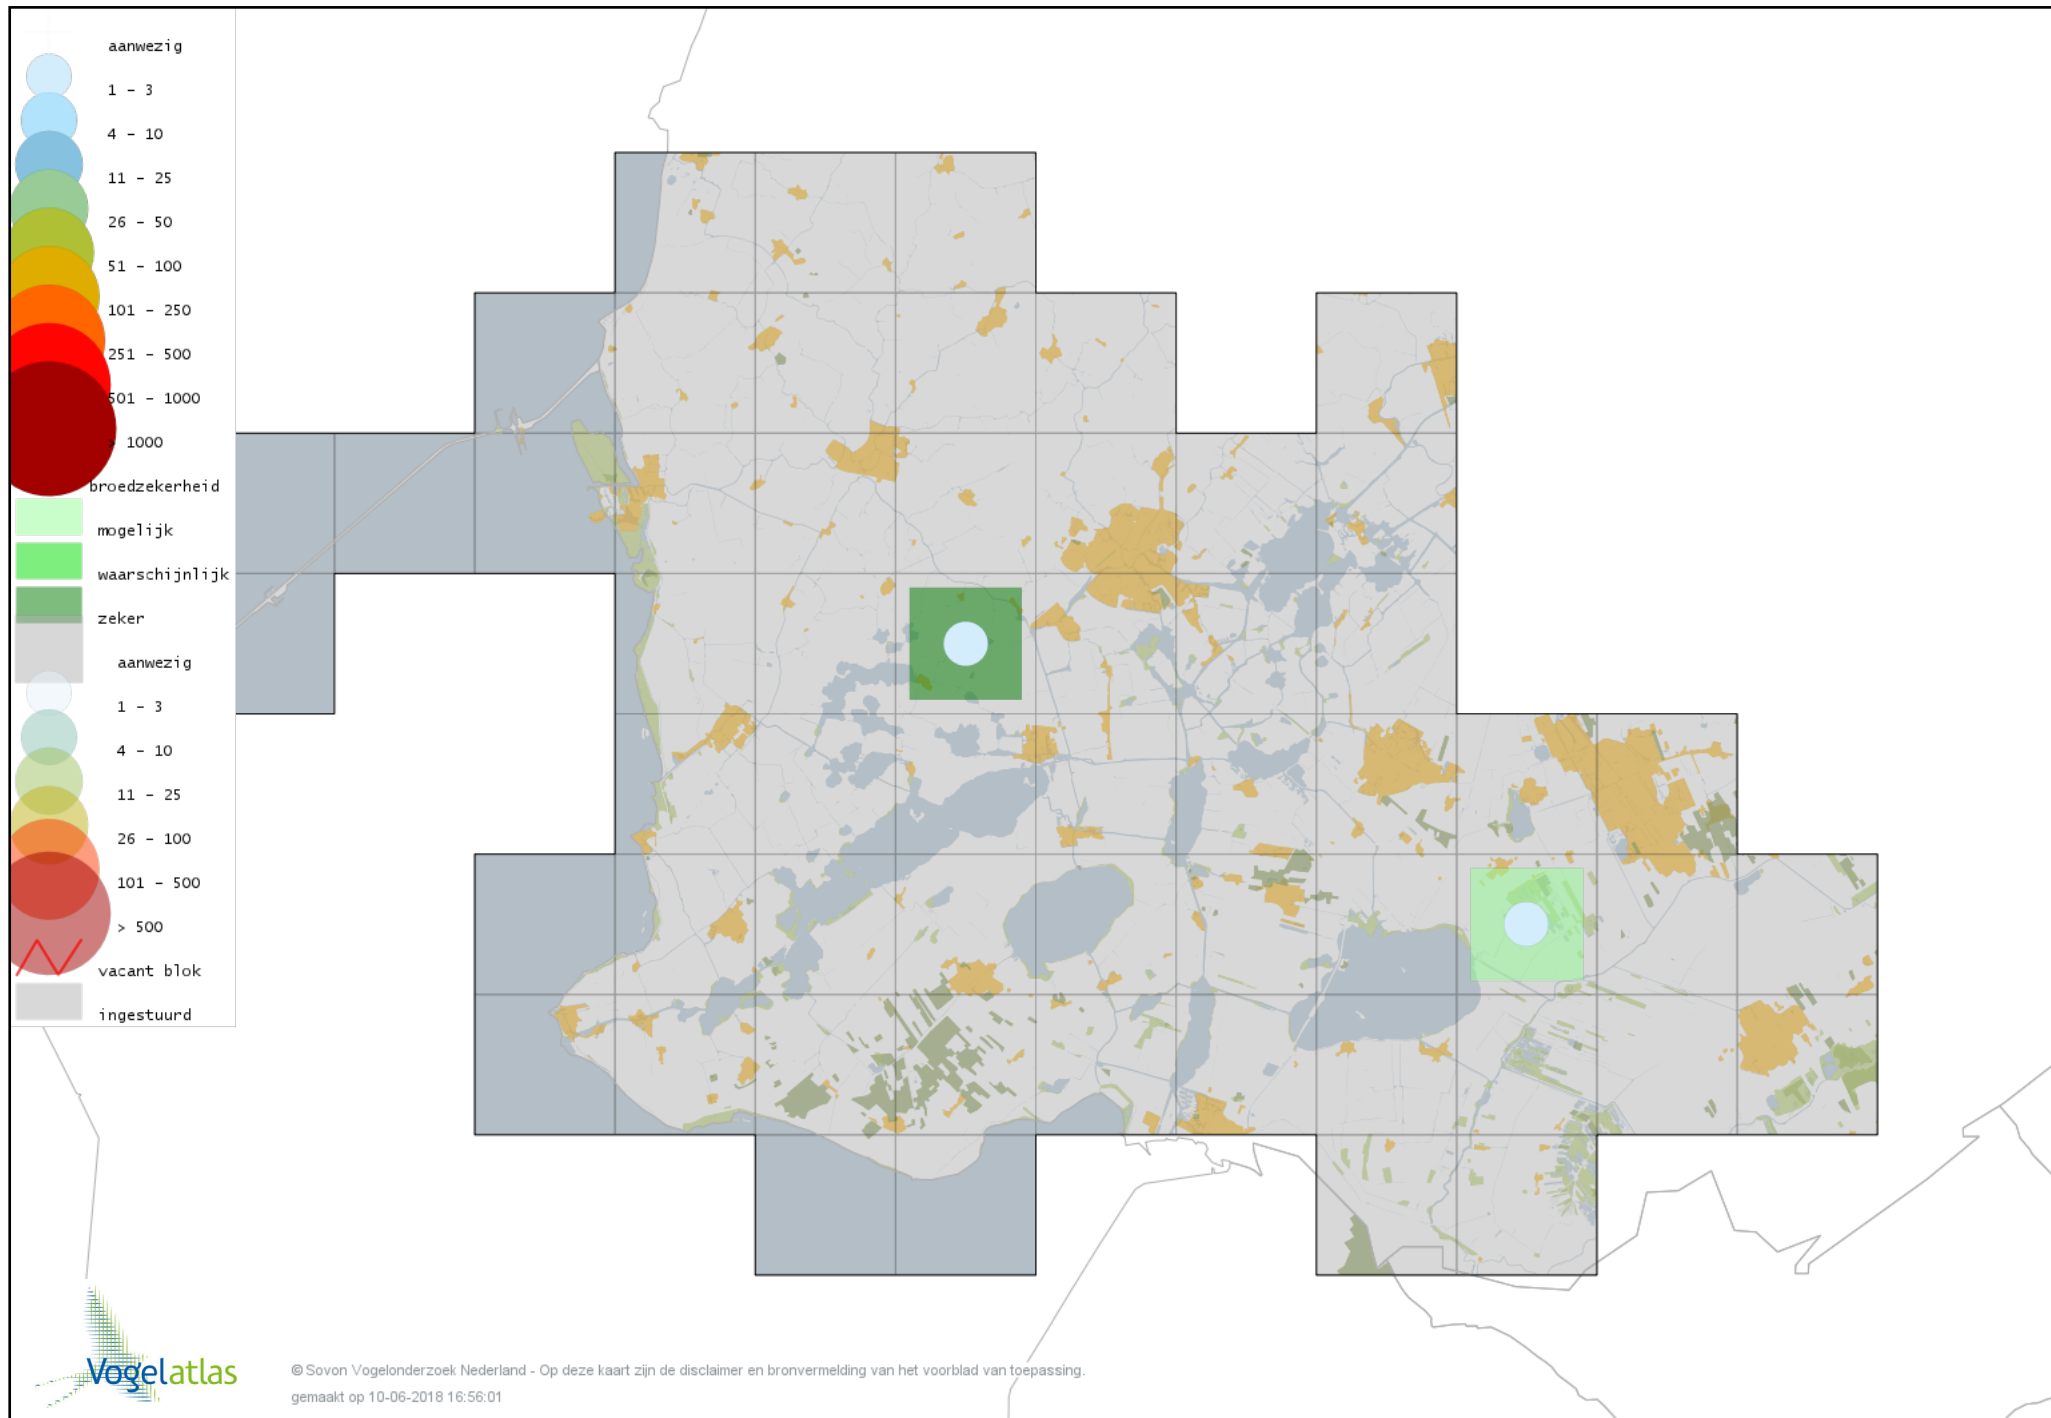 aanwezig
1 - 3
4 - 10
11 - 25
26 - 50
51 - 100
101 - 250
251 - 500
501 - 1000
> 1000
broedzekerheid
mogelijk
waarschijnlijk
zeker
aanwezig
1 - 3
4 - 10
11 - 25
26 - 100
101 - 500
> 500
vacant blok
ingestuurd
Vogelatlas
© Sovon Vogelonderzoek Nederland - Op deze kaart zijn de disclaimer en bronvermelding van het voorblad van toepassing.
gemaakt op 10-06-2018 16:56:01